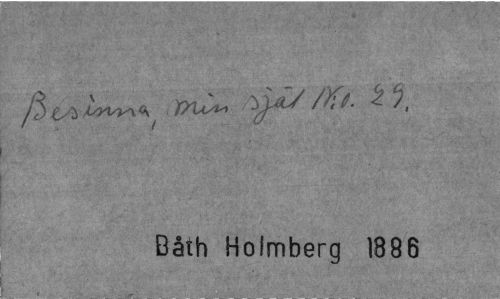 Besinna, min själ N:o. 29.
Båth Holmberg 1886